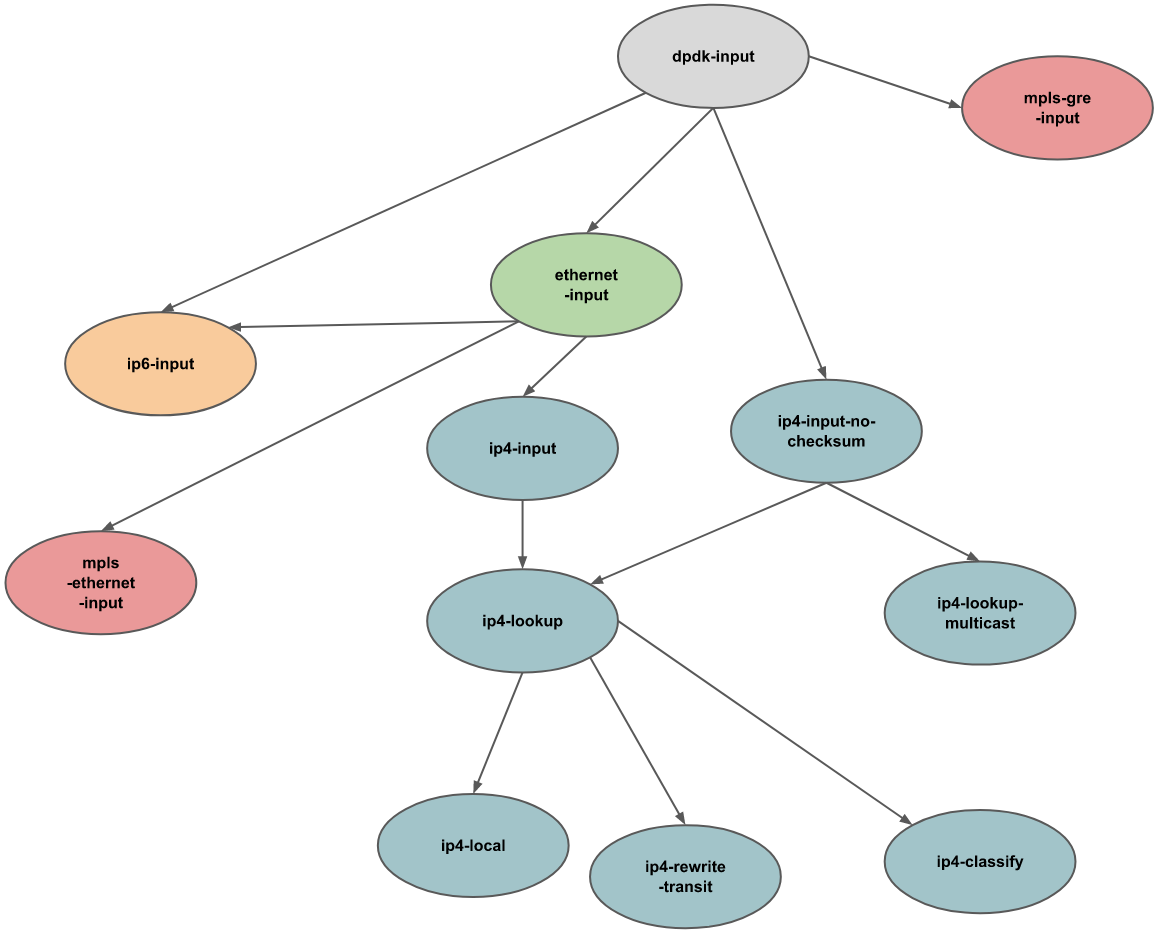 dpdk-input
mpls-gre
-input
ethernet
-input
ip6-input
ip4-input
ip4-input-no-
checksum
mpls
-ethernet
-input
ip4-lookup
ip4-lookup-
multicast
ip4-local
ip4-rewrite
-transit
ip4-classify